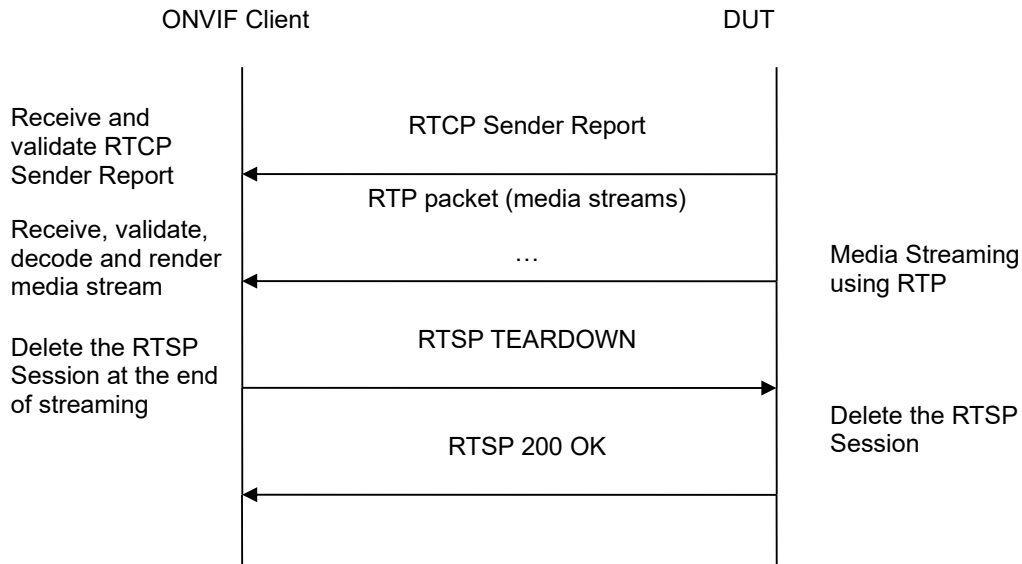 ONVIF Client
DUT
Receive and
validate RTCP
Sender Report
RTCP Sender Report
RTP packet (media streams)
Receive, validate,
decode and render
media stream
…
Media Streaming
using RTP
RTSP TEARDOWN
Delete the RTSP
Session at the end
of streaming
Delete the RTSP
Session
RTSP 200 OK